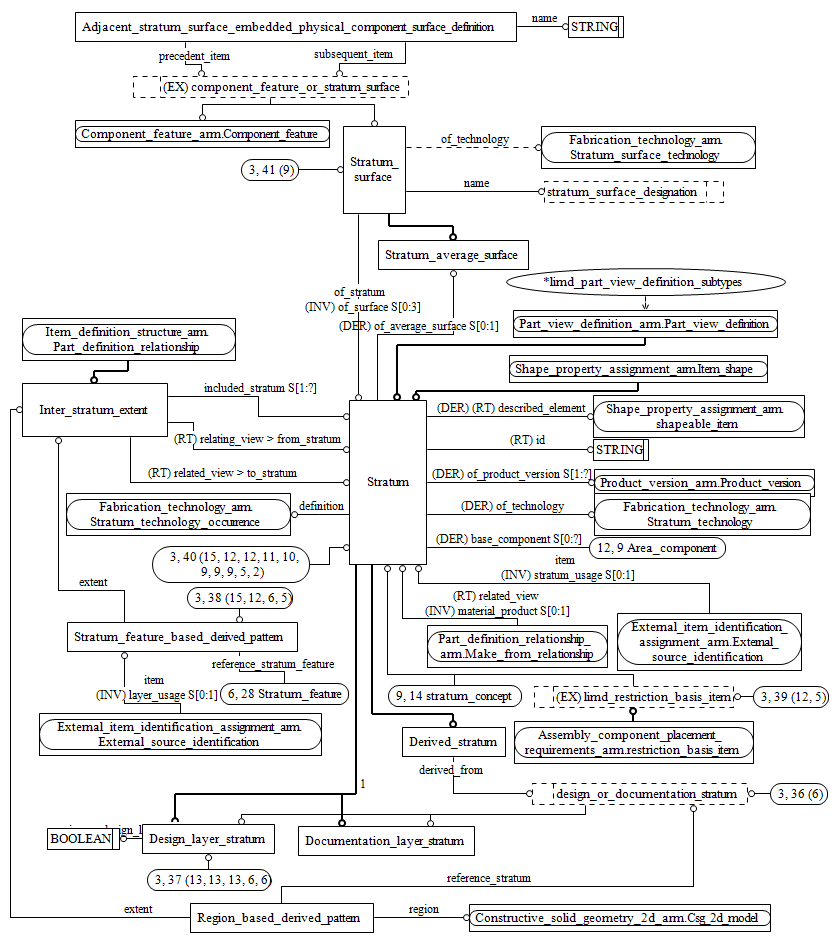 Adjacent_stratum_surface_embedded_physical_component_surface_definition
name
STRING
precedent_item
subsequent_item
(EX) component_feature_or_stratum_surface
Component_feature_arm.Component_feature
Stratum_
surface
of_technology
Fabrication_technology_arm.
Stratum_surface_technology
3, 41 (9)
name
stratum_surface_designation
Stratum_average_surface
*limd_part_view_definition_subtypes
of_stratum
(INV) of_surface S[0:3]
(DER) of_average_surface S[0:1]
Part_view_definition_arm.Part_view_definition
Item_definition_structure_arm.
Part_definition_relationship
Shape_property_assignment_arm.Item_shape
Inter_stratum_extent
included_stratum S[1:?]
(DER) (RT) described_element
Shape_property_assignment_arm.
shapeable_item
(RT) relating_view > from_stratum
(RT) id
STRING
(RT) related_view > to_stratum
Stratum
(DER) of_product_version S[1:?]
Product_version_arm.Product_version
Fabrication_technology_arm.
Stratum_technology_occurrence
definition
(DER) of_technology
Fabrication_technology_arm.
Stratum_technology
(DER) base_component S[0:?]
12, 9 Area_component
3, 40 (15, 12, 12, 11, 10,
9, 9, 9, 5, 2)
item
(INV) stratum_usage S[0:1]
extent
3, 38 (15, 12, 6, 5)
(RT) related_view
(INV) material_product S[0:1]
Stratum_feature_based_derived_pattern
Part_definition_relationship_
arm.Make_from_relationship
External_item_identification_
assignment_arm.External_
source_identification
reference_stratum_feature
item
(INV) layer_usage S[0:1]
6, 28 Stratum_feature
9, 14 stratum_concept
(EX) limd_restriction_basis_item
3, 39 (12, 5)
External_item_identification_assignment_arm.
External_source_identification
Derived_stratum
Assembly_component_placement_
requirements_arm.restriction_basis_item
derived_from
1
design_or_documentation_stratum
3, 36 (6)
BOOLEAN
Design_layer_stratum
Documentation_layer_stratum
3, 37 (13, 13, 13, 6, 6)
reference_stratum
extent
Region_based_derived_pattern
region
Constructive_solid_geometry_2d_arm.Csg_2d_model